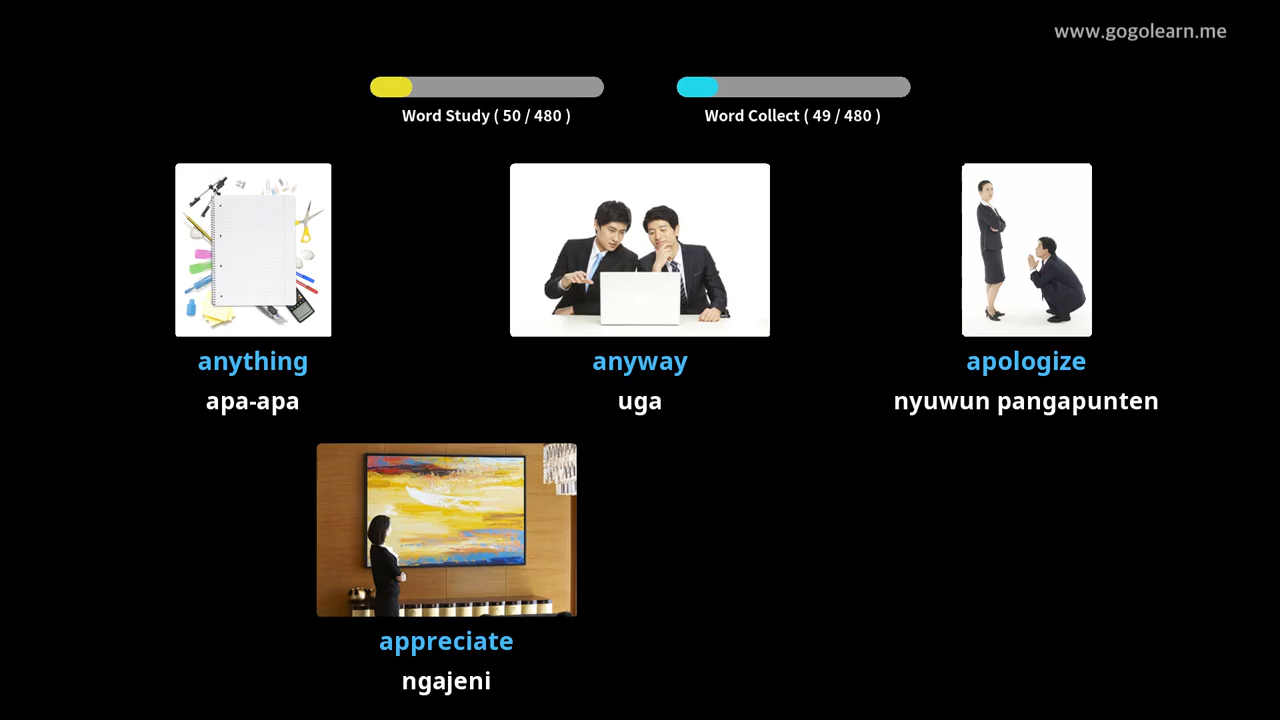 www.gogolearn.me
Word Study ( 50 / 480 )
Word Collect ( 49 / 480 )
anything
apa-apa
anyway
uga
apologize
nyuwun pangapunten
appreciate
ngajeni